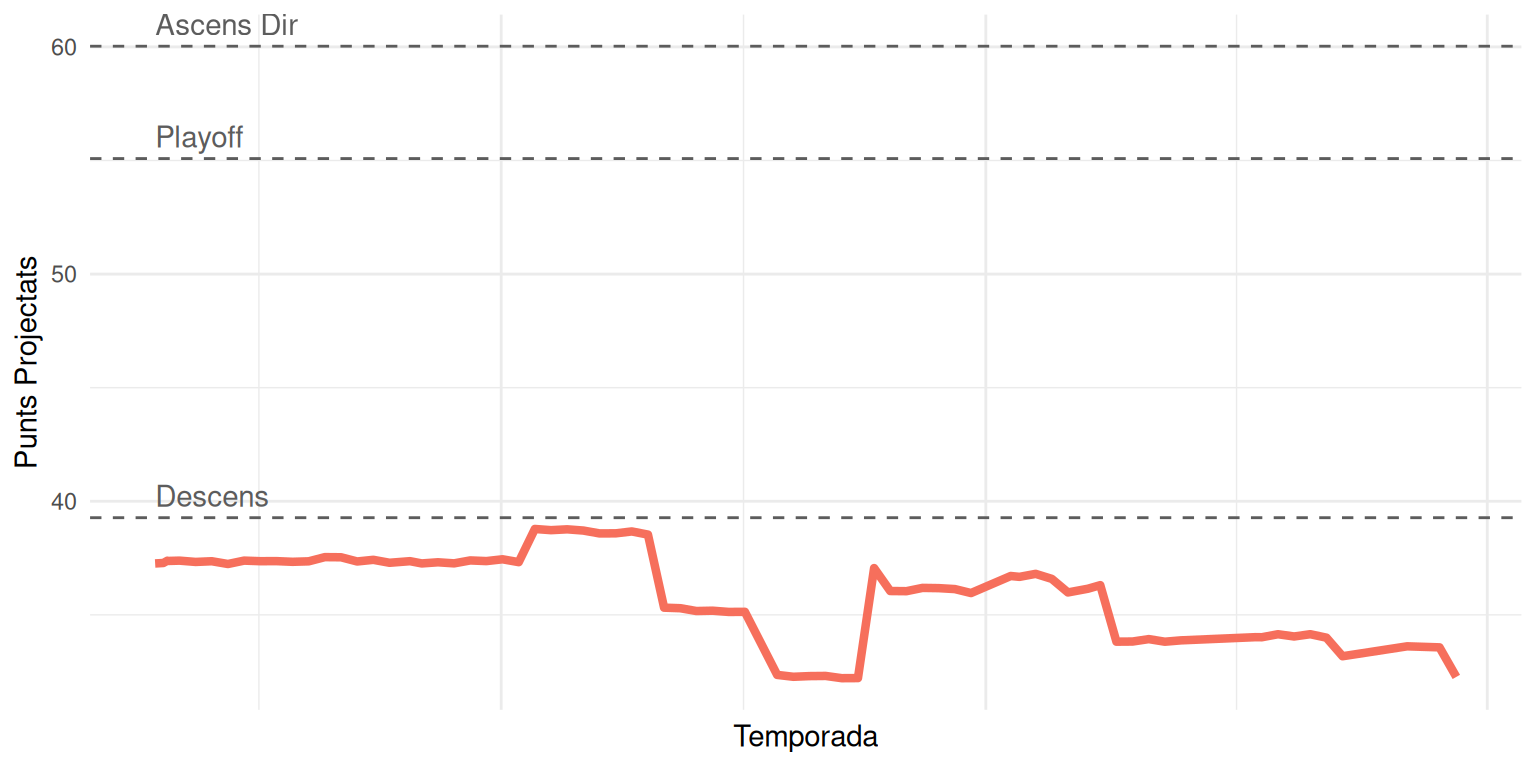 Ascens Dir
60
Playoff
50
Punts Projectats
Descens
40
Temporada